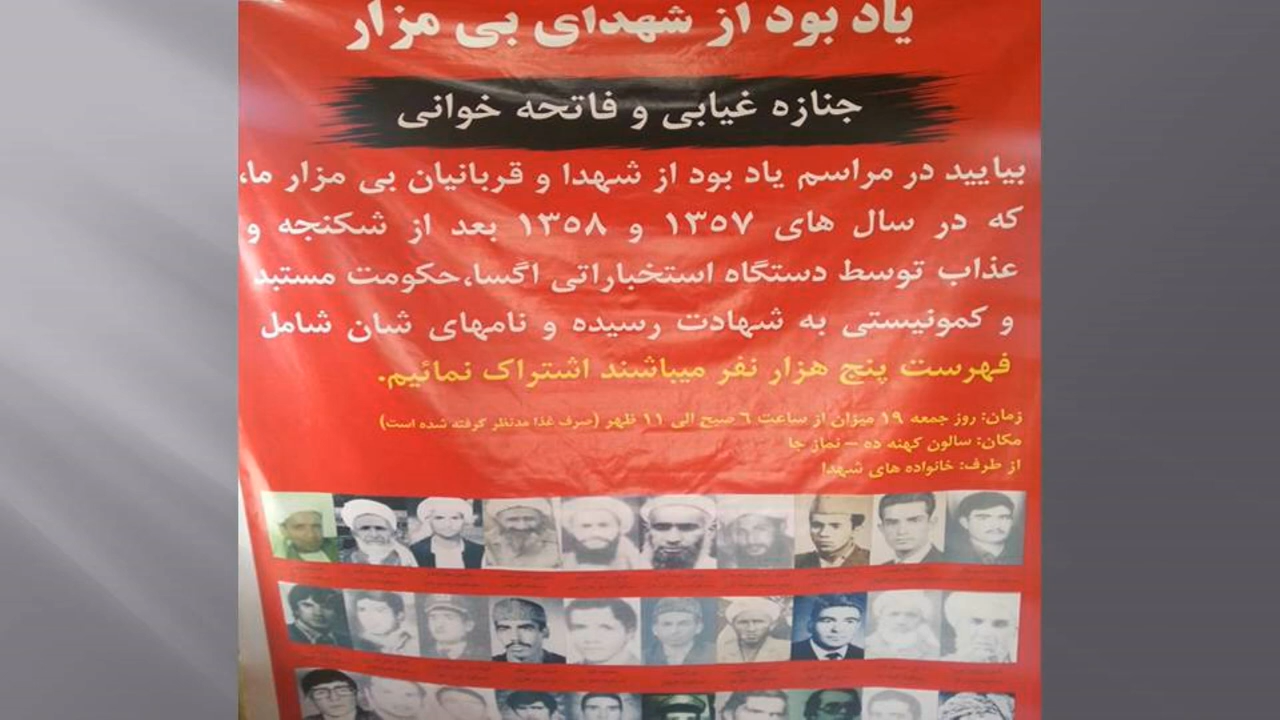 یاد بود از شهدای بی مزار
جنازه غیابی و فاتحه خوانی
بیایید در مراسم یاد بود از شهدا و قربانیان بی مزار ما،
که در سال های ۱۳۵۷ و ۱۳۵۸ بعد از شکنجه و
عذاب توسط دستگاه استخباراتی اگسا،حکومت مستبد
و کمونیستی به شهادت رسیده و نامهای شان شامل
فهرست پنج هزار نفر میباشند اشتراک نمائیم.
زمان: روز جمعه ۱۹ میزان از ساعت ۶ صبح الی ۱۱ ظهر (صرف غذا مدنظر گرفته شده است)
مکان: سالون کهنه ده – نماز جا
از طرف: خانواده های شهدا